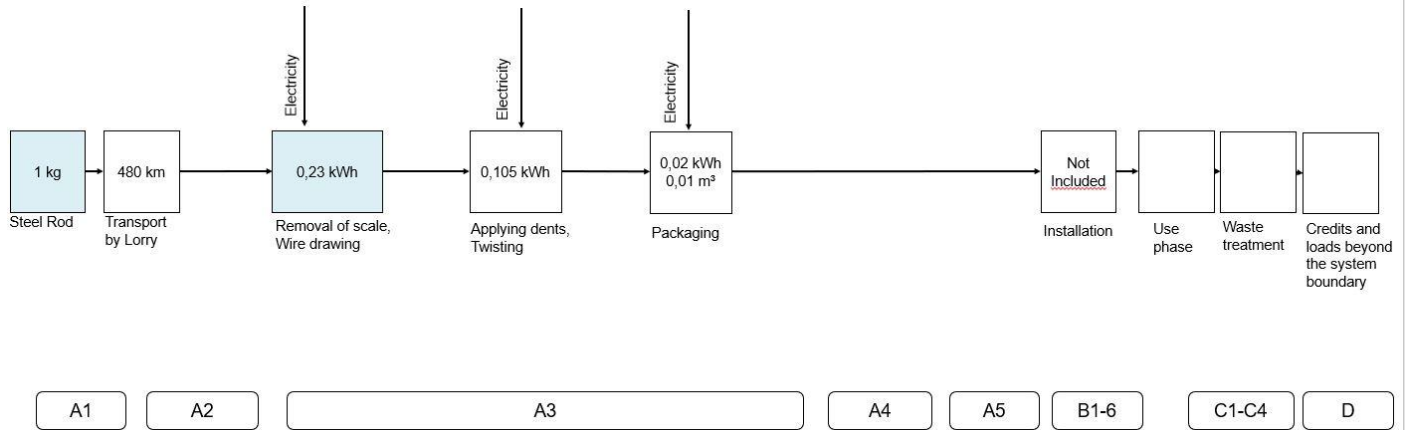 Electricity
Electricity
Electricity
1 kg
480 km
0,23 kWh
0,105 kWh
0,02 kWh
0,01 m³
Not
Included
Steel Rod
Transport
by Lorry
Removal of scale,
Wire drawing
Applying dents,
Twisting
Packaging
Installation
Use
phase
Waste
treatment
Credits and
loads beyond
the system
boundary
A1
A2
A3
A4
A5
B1-6
C1-C4
D